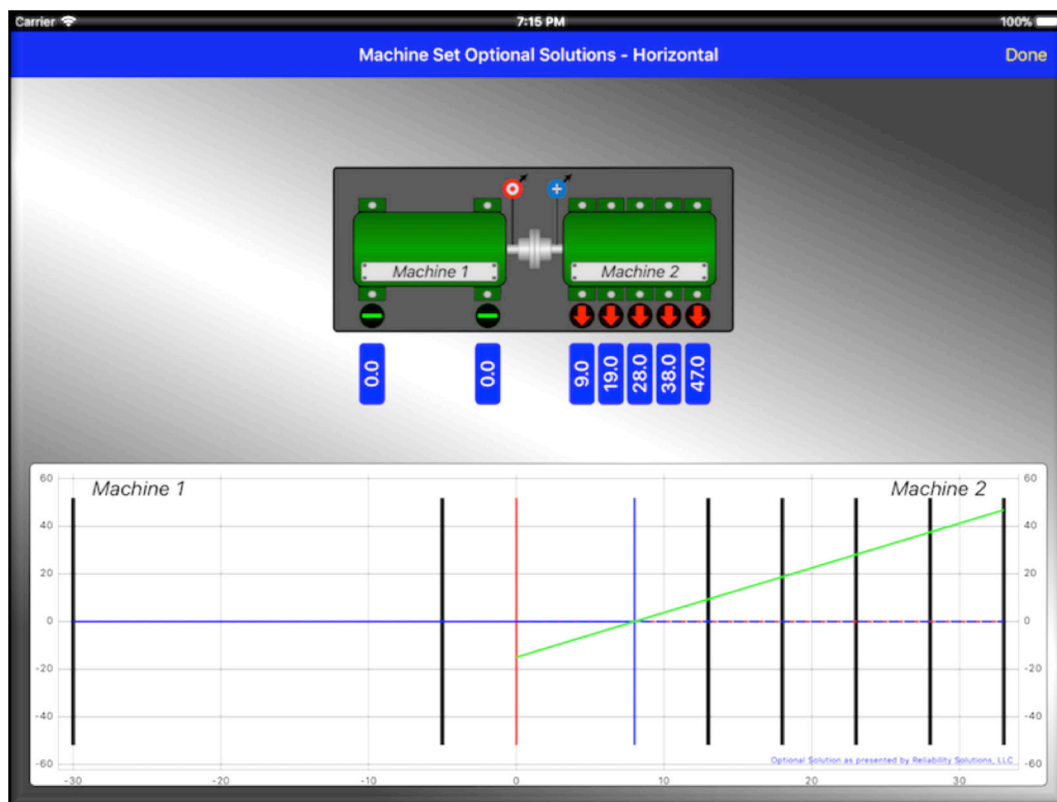 Carrier 7:15 PM 100%
Machine Set Optional Solutions - Horizontal Done
Machine 1 Machine 2
0.0 0.0 9.0 19.0 28.0 38.0 47.0
Machine 1 Machine 2
60 60
40 40
20 20
0 0
-20 -20
-40 -40
Optional Solution as presented by Reliability Solutions, LLC
-60 -60
-30 -20 -10 0 10 20 30